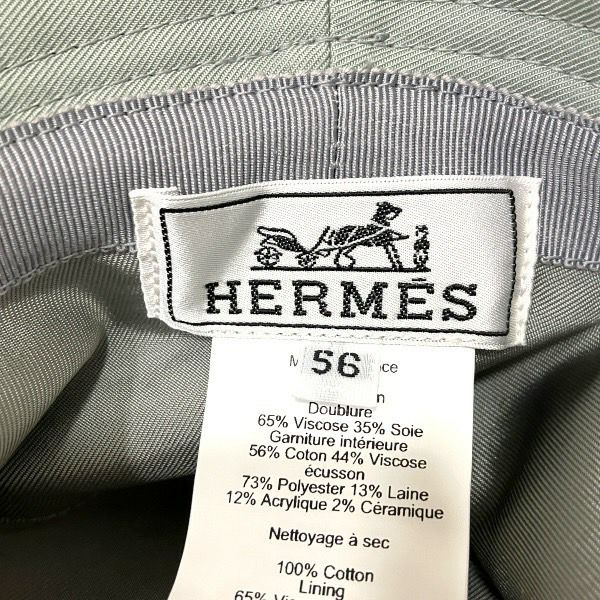 HERMES
56
Doublure
65% Viscose 35% Soie
Garniture intérieure
56% Coton 44% Viscose
écusson
73% Polyester 13% Laine
12% Acrylique 2% Céramique
Nettoyage à sec
100% Cotton
Lining